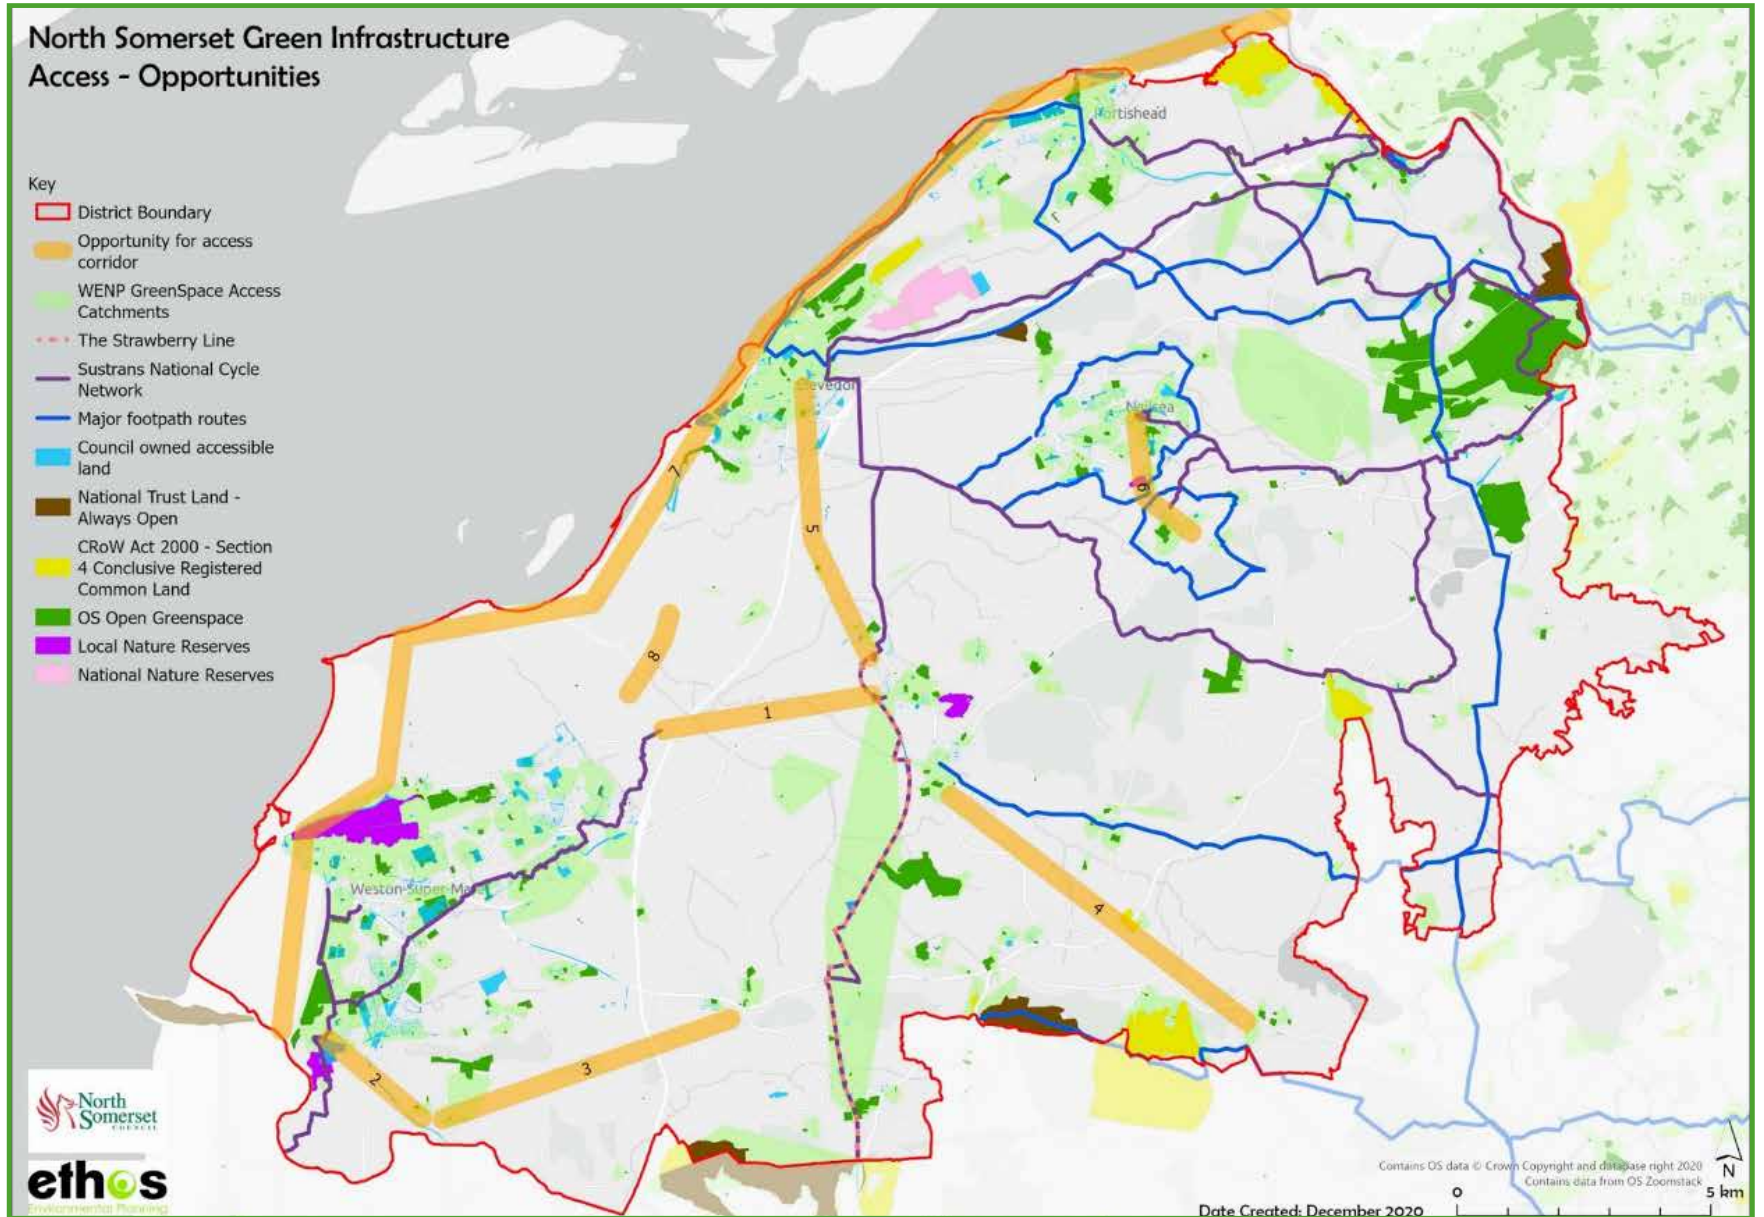 North Somerset Green Infrastructure
Access - Opportunities
Key
District Boundary
Opportunity for access
corridor
WENP GreenSpace Access
Catchments
The Strawberry Line
Sustrans National Cycle
Network
Major footpath routes
Council owned accessible
land
National Trust Land -
Always Open
CRoW Act 2000 - Section
4 Conclusive Registered
Common Land
OS Open Greenspace
Local Nature Reserves
National Nature Reserves
Portishead
Clevedon
Nailsea
7
5
6
8
1
Weston-Super-Mare
4
3
2
North
Somerset
COUNCIL
ethos
Environmental Planning
Contains OS data © Crown Copyright and database right 2020
Contains data from OS Zoomstack
N
0
5 km
Date Created: December 2020